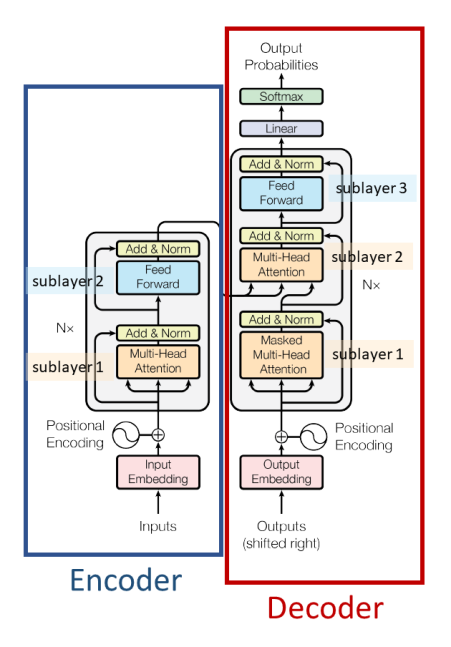 Output
Probabilities
Softmax
Linear
Add & Norm
Feed
Forward
sublayer 3
Add & Norm
Multi-Head
Attention
sublayer 2
N×
Add & Norm
Masked
Multi-Head
Attention
sublayer 1
Positional
Encoding
Output
Embedding
Outputs
(shifted right)
Add & Norm
Feed
Forward
sublayer 2
N×
Add & Norm
Multi-Head
Attention
sublayer 1
Positional
Encoding
Input
Embedding
Inputs
Encoder
Decoder